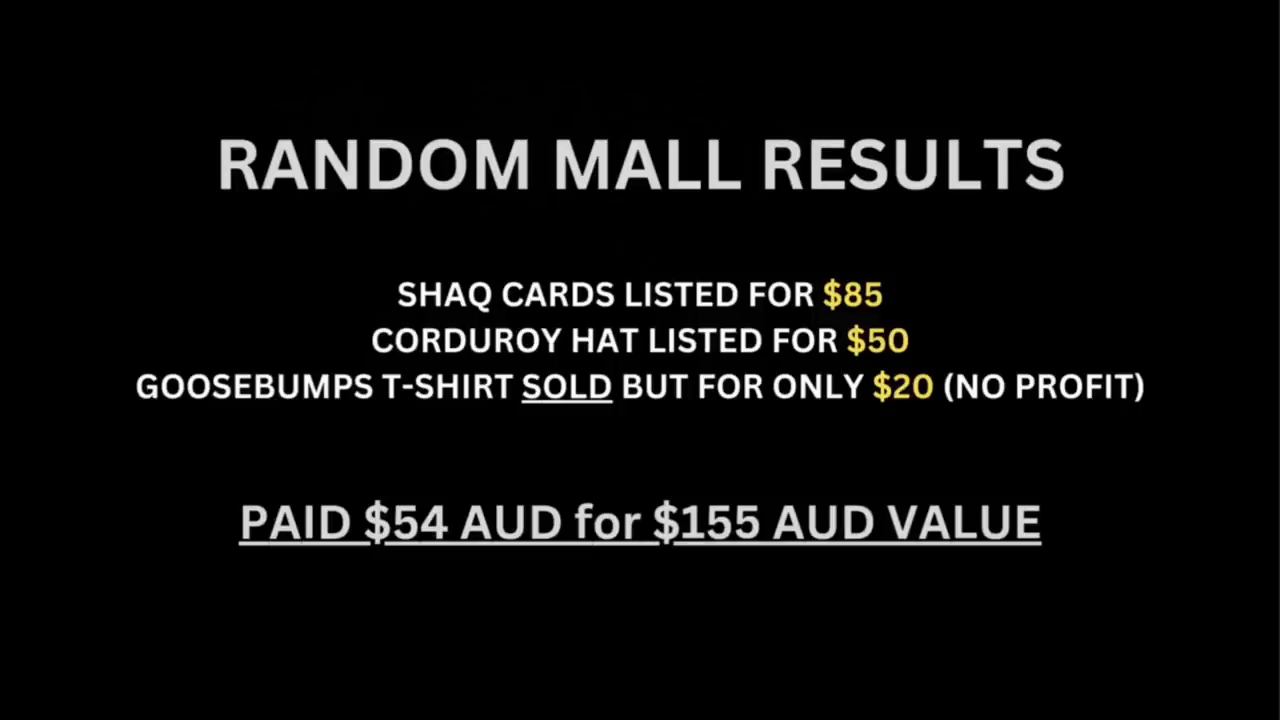 RANDOM MALL RESULTS
SHAQ CARDS LISTED FOR $85
CORDUROY HAT LISTED FOR $50
GOOSEBUMPS T-SHIRT SOLD BUT FOR ONLY $20 (NO PROFIT)
PAID $54 AUD for $155 AUD VALUE